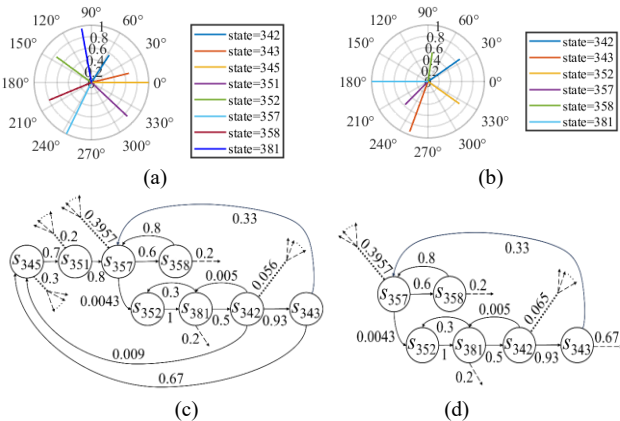 90°
120°
60°
1
0.8
0.6
0.4
0.2
0
150°
30°
180°
0°
210°
330°
240°
300°
270°
state=342
state=343
state=345
state=351
state=352
state=357
state=358
state=381
(a)
90°
120°
60°
1
0.8
0.6
0.4
0.2
150°
30°
180°
0°
210°
330°
240°
300°
270°
state=342
state=343
state=352
state=357
state=358
state=381
(b)
0.3957
0.33
0.2
0.8
0.7
0.6
0.2
S345
S351
S357
S358
0.3
0.8
0.005
0.056
0.0043
0.3
S352
S381
S342
S343
1
0.5
0.93
0.2
0.009
0.67
(c)
0.3957
0.33
0.8
0.6
0.2
S357
S358
0.005
0.065
0.0043
0.3
S352
S381
S342
S343
0.67
1
0.5
0.93
0.2
(d)